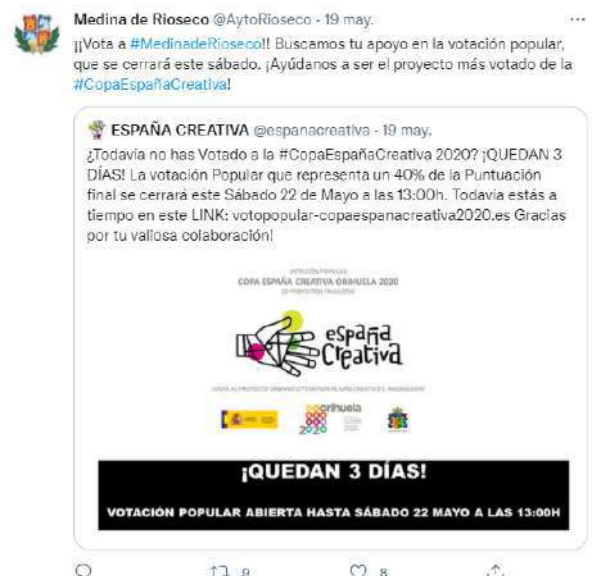 Medina de Rioseco @AytoRioseco · 19 may.
¡¡Vota a #MedinadeRioseco!! Buscamos tu apoyo en la votación popular,
que se cerrará este sábado. ¡Ayúdanos a ser el proyecto más votado de la
#CopaEspañaCreativa!
ESPAÑA CREATIVA @espanacreativa · 19 may.
¿Todavía no has Votado a la #CopaEspañaCreativa 2020? ¡QUEDAN 3
DÍAS! La votación Popular que representa un 40% de la Puntuación
final se cerrará este Sábado 22 de Mayo a las 13:00h. Todavía estás a
tiempo en este LINK: votopopular-copaespanacreativa2020.es Gracias
por tu valiosa colaboración!
VOTACIÓN POPULAR
COPA ESPAÑA CREATIVA ORIHUELA 2020
españa
Creativa
orihuela
2020
¡QUEDAN 3 DÍAS!
VOTACIÓN POPULAR ABIERTA HASTA SÁBADO 22 MAYO A LAS 13:00H
9 8